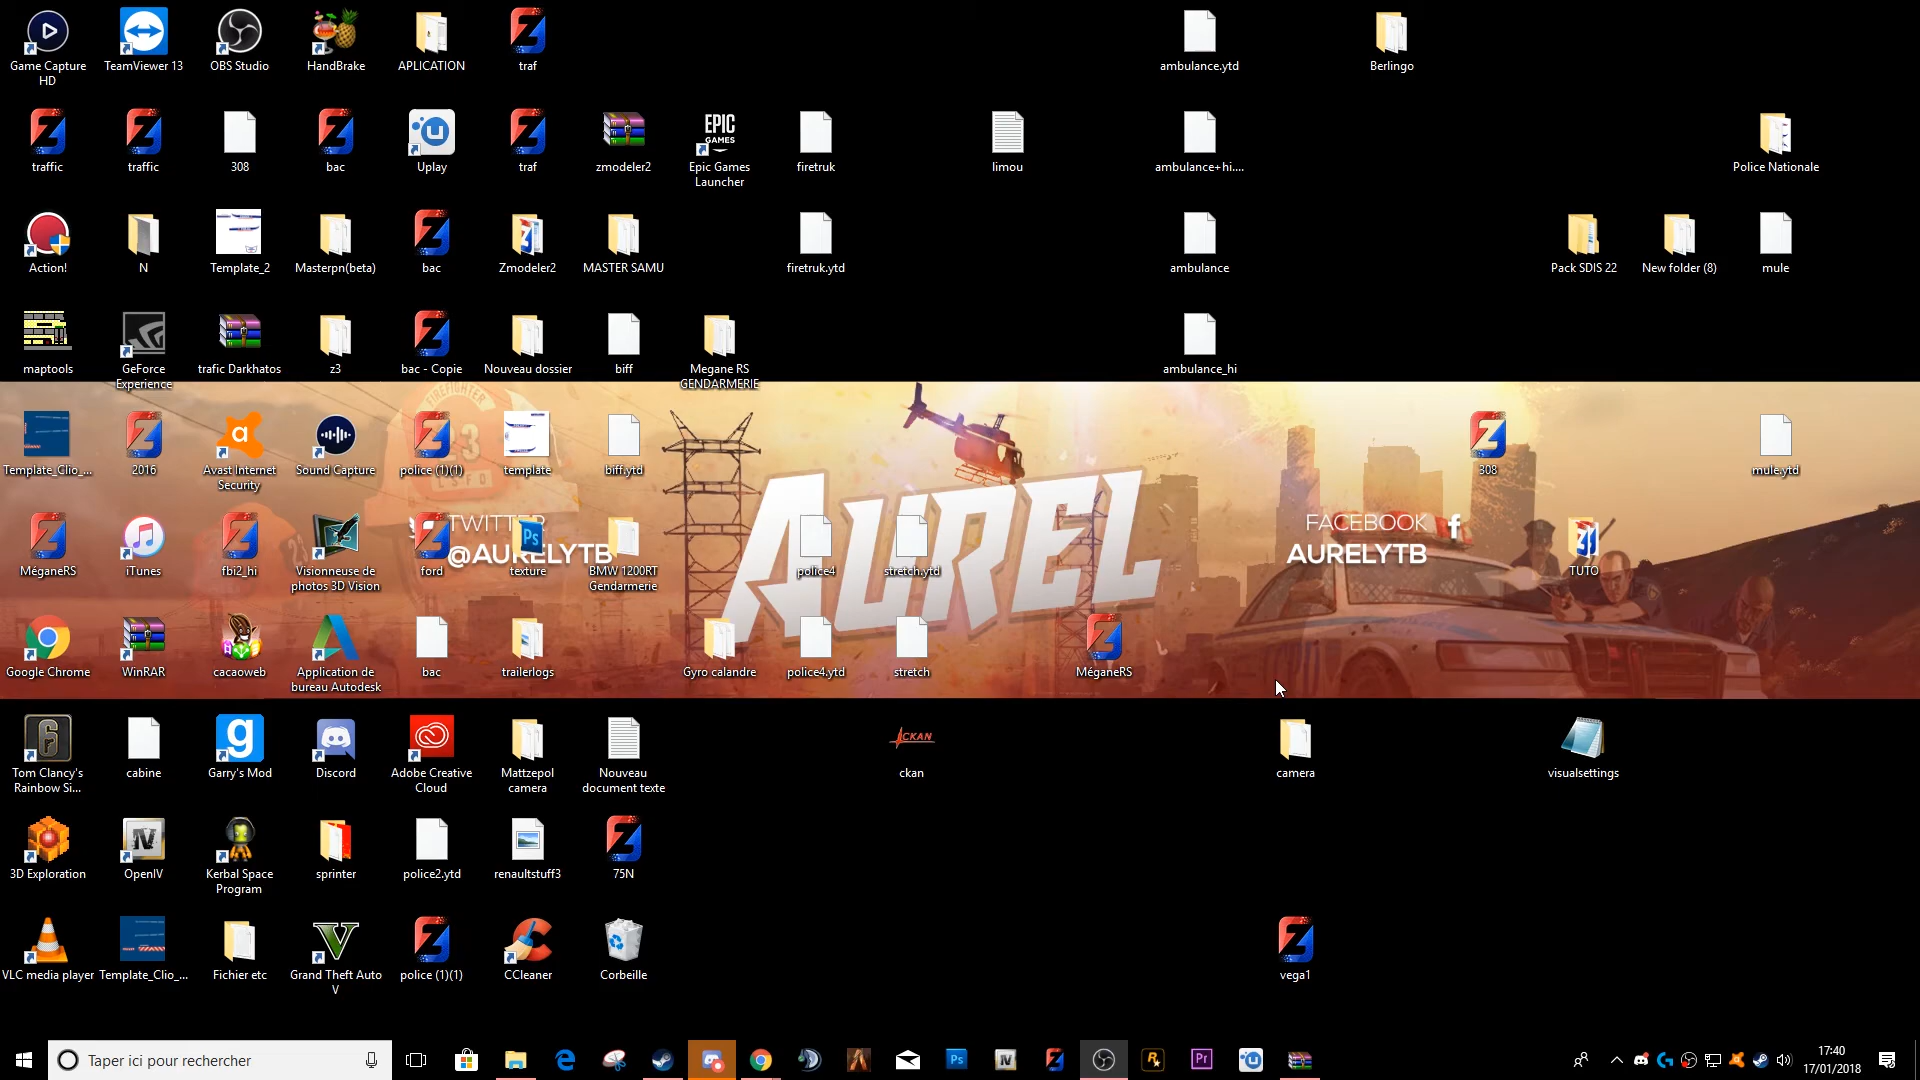 Game Capture
HD
TeamViewer 13
OBS Studio
HandBrake
APLICATION
traf
ambulance.ytd
Berlingo
traffic
traffic
308
bac
Uplay
traf
zmodeler2
EPIC
GAMES
Epic Games
Launcher
firetruk
limou
ambulance+hi....
Police Nationale
Action!
N
Template_2
Masterpn(beta)
bac
Zmodeler2
MASTER SAMU
firetruk.ytd
ambulance
Pack SDIS 22
New folder (8)
mule
maptools
GeForce
Experience
trafic Darkhatos
z3
bac - Copie
Nouveau dossier
biff
Megane RS
GENDARMERIE
ambulance_hi
Template_Clio_...
2016
Avast Internet
Security
Sound Capture
police (1)(1)
template
biff.ytd
AUREL
308
mule.ytd
TWITTER
@AURELYTB
FACEBOOK
AURELYTB
MéganeRS
iTunes
fbi2_hi
Visionneuse de
photos 3D Vision
ford
Ps
texture
BMW 1200RT
Gendarmerie
police4
stretch.ytd
TUTO
Google Chrome
WinRAR
cacaoweb
Application de
bureau Autodesk
bac
trailerlogs
Gyro calandre
police4.ytd
stretch
MéganeRS
Tom Clancy's
Rainbow Si...
cabine
Garry's Mod
Discord
Adobe Creative
Cloud
Mattzepol
camera
Nouveau
document texte
CKAN
ckan
camera
visualsettings
3D Exploration
OpenIV
Kerbal Space
Program
sprinter
police2.ytd
renaultstuff3
75N
VLC media player
Template_Clio_...
Fichier etc
Grand Theft Auto
V
police (1)(1)
CCleaner
Corbeille
vega1
Taper ici pour rechercher
Ps
Pr
17:40
17/01/2018